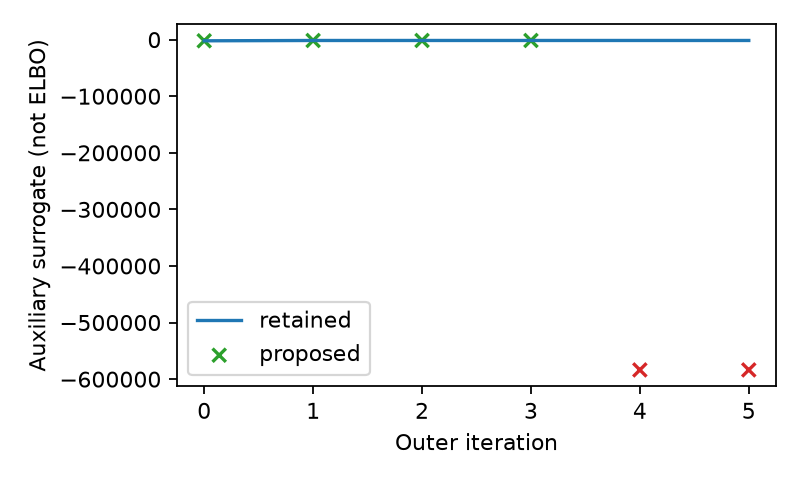 Auxiliary surrogate (not ELBO)
0
−100000
−200000
−300000
−400000
−500000
−600000
retained
proposed
0 1 2 3 4 5
Outer iteration